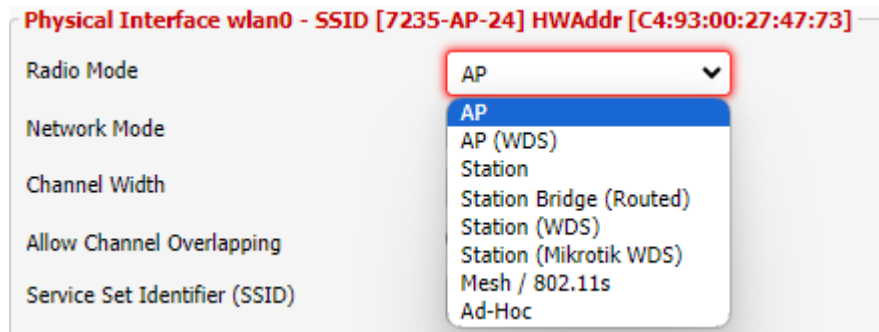 Physical Interface wlan0 - SSID [7235-AP-24] HWAddr [C4:93:00:27:47:73]
Radio Mode
AP
AP
Network Mode
AP (WDS)
Station
Channel Width
Station Bridge (Routed)
Station (WDS)
Allow Channel Overlapping
Station (Mikrotik WDS)
Mesh / 802.11s
Service Set Identifier (SSID)
Ad-Hoc